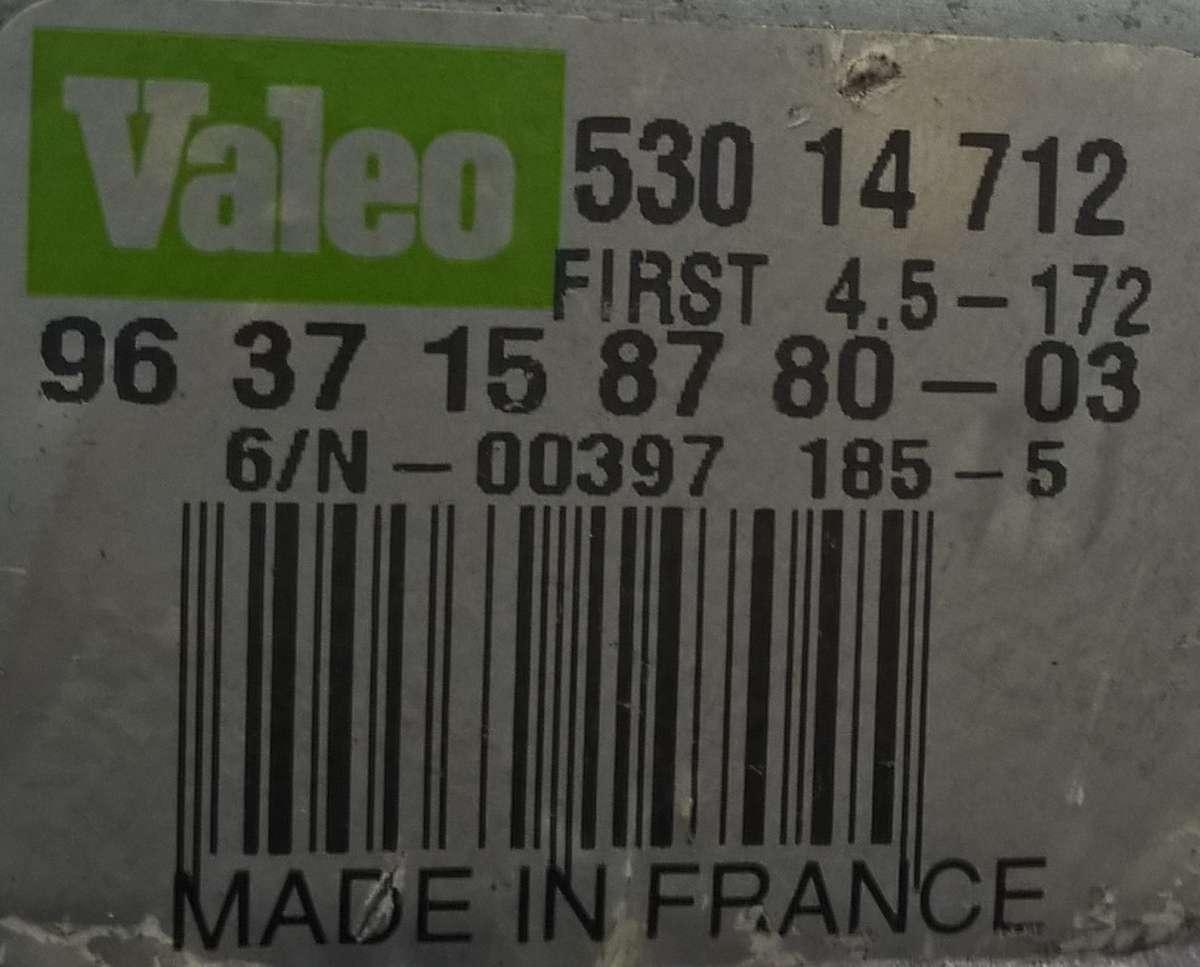 Valeo
530 14 712
FIRST 4.5-172
96 37 15 87 80-03
6/N-00397 185-5
MADE IN FRANCE